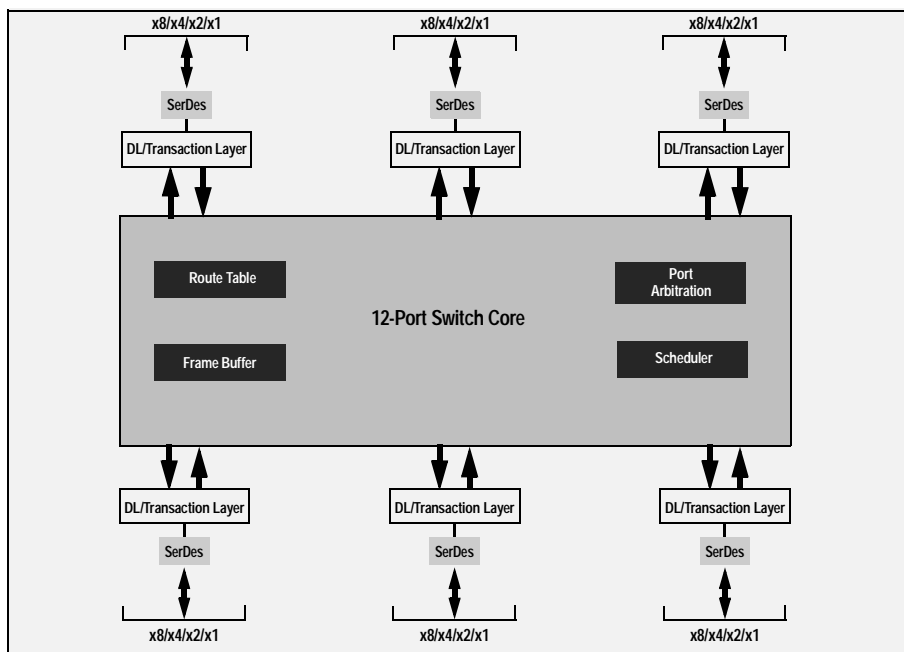 x8/x4/x2/x1
x8/x4/x2/x1
x8/x4/x2/x1
SerDes
SerDes
SerDes
DL/Transaction Layer
DL/Transaction Layer
DL/Transaction Layer
Route Table
Port
Arbitration
12-Port Switch Core
Frame Buffer
Scheduler
DL/Transaction Layer
DL/Transaction Layer
DL/Transaction Layer
SerDes
SerDes
SerDes
x8/x4/x2/x1
x8/x4/x2/x1
x8/x4/x2/x1